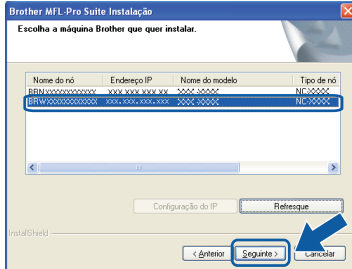 Brother MFL-Pro Suite Instalação
Escolha a máquina Brother que quer instalar.
Nome do nó Endereço IP Nome do modelo Tipo de nó
BRNxxxxxxxxxxxx xxx.xxx.xxx.xxx XXX-XXXX NC-XXXX
BRWxxxxxxxxxxxx xxx.xxx.xxx.xxx XXX-XXXX NC-XXXX
Configuração do IP Refresque
InstallShield
< Anterior Seguinte > Cancelar